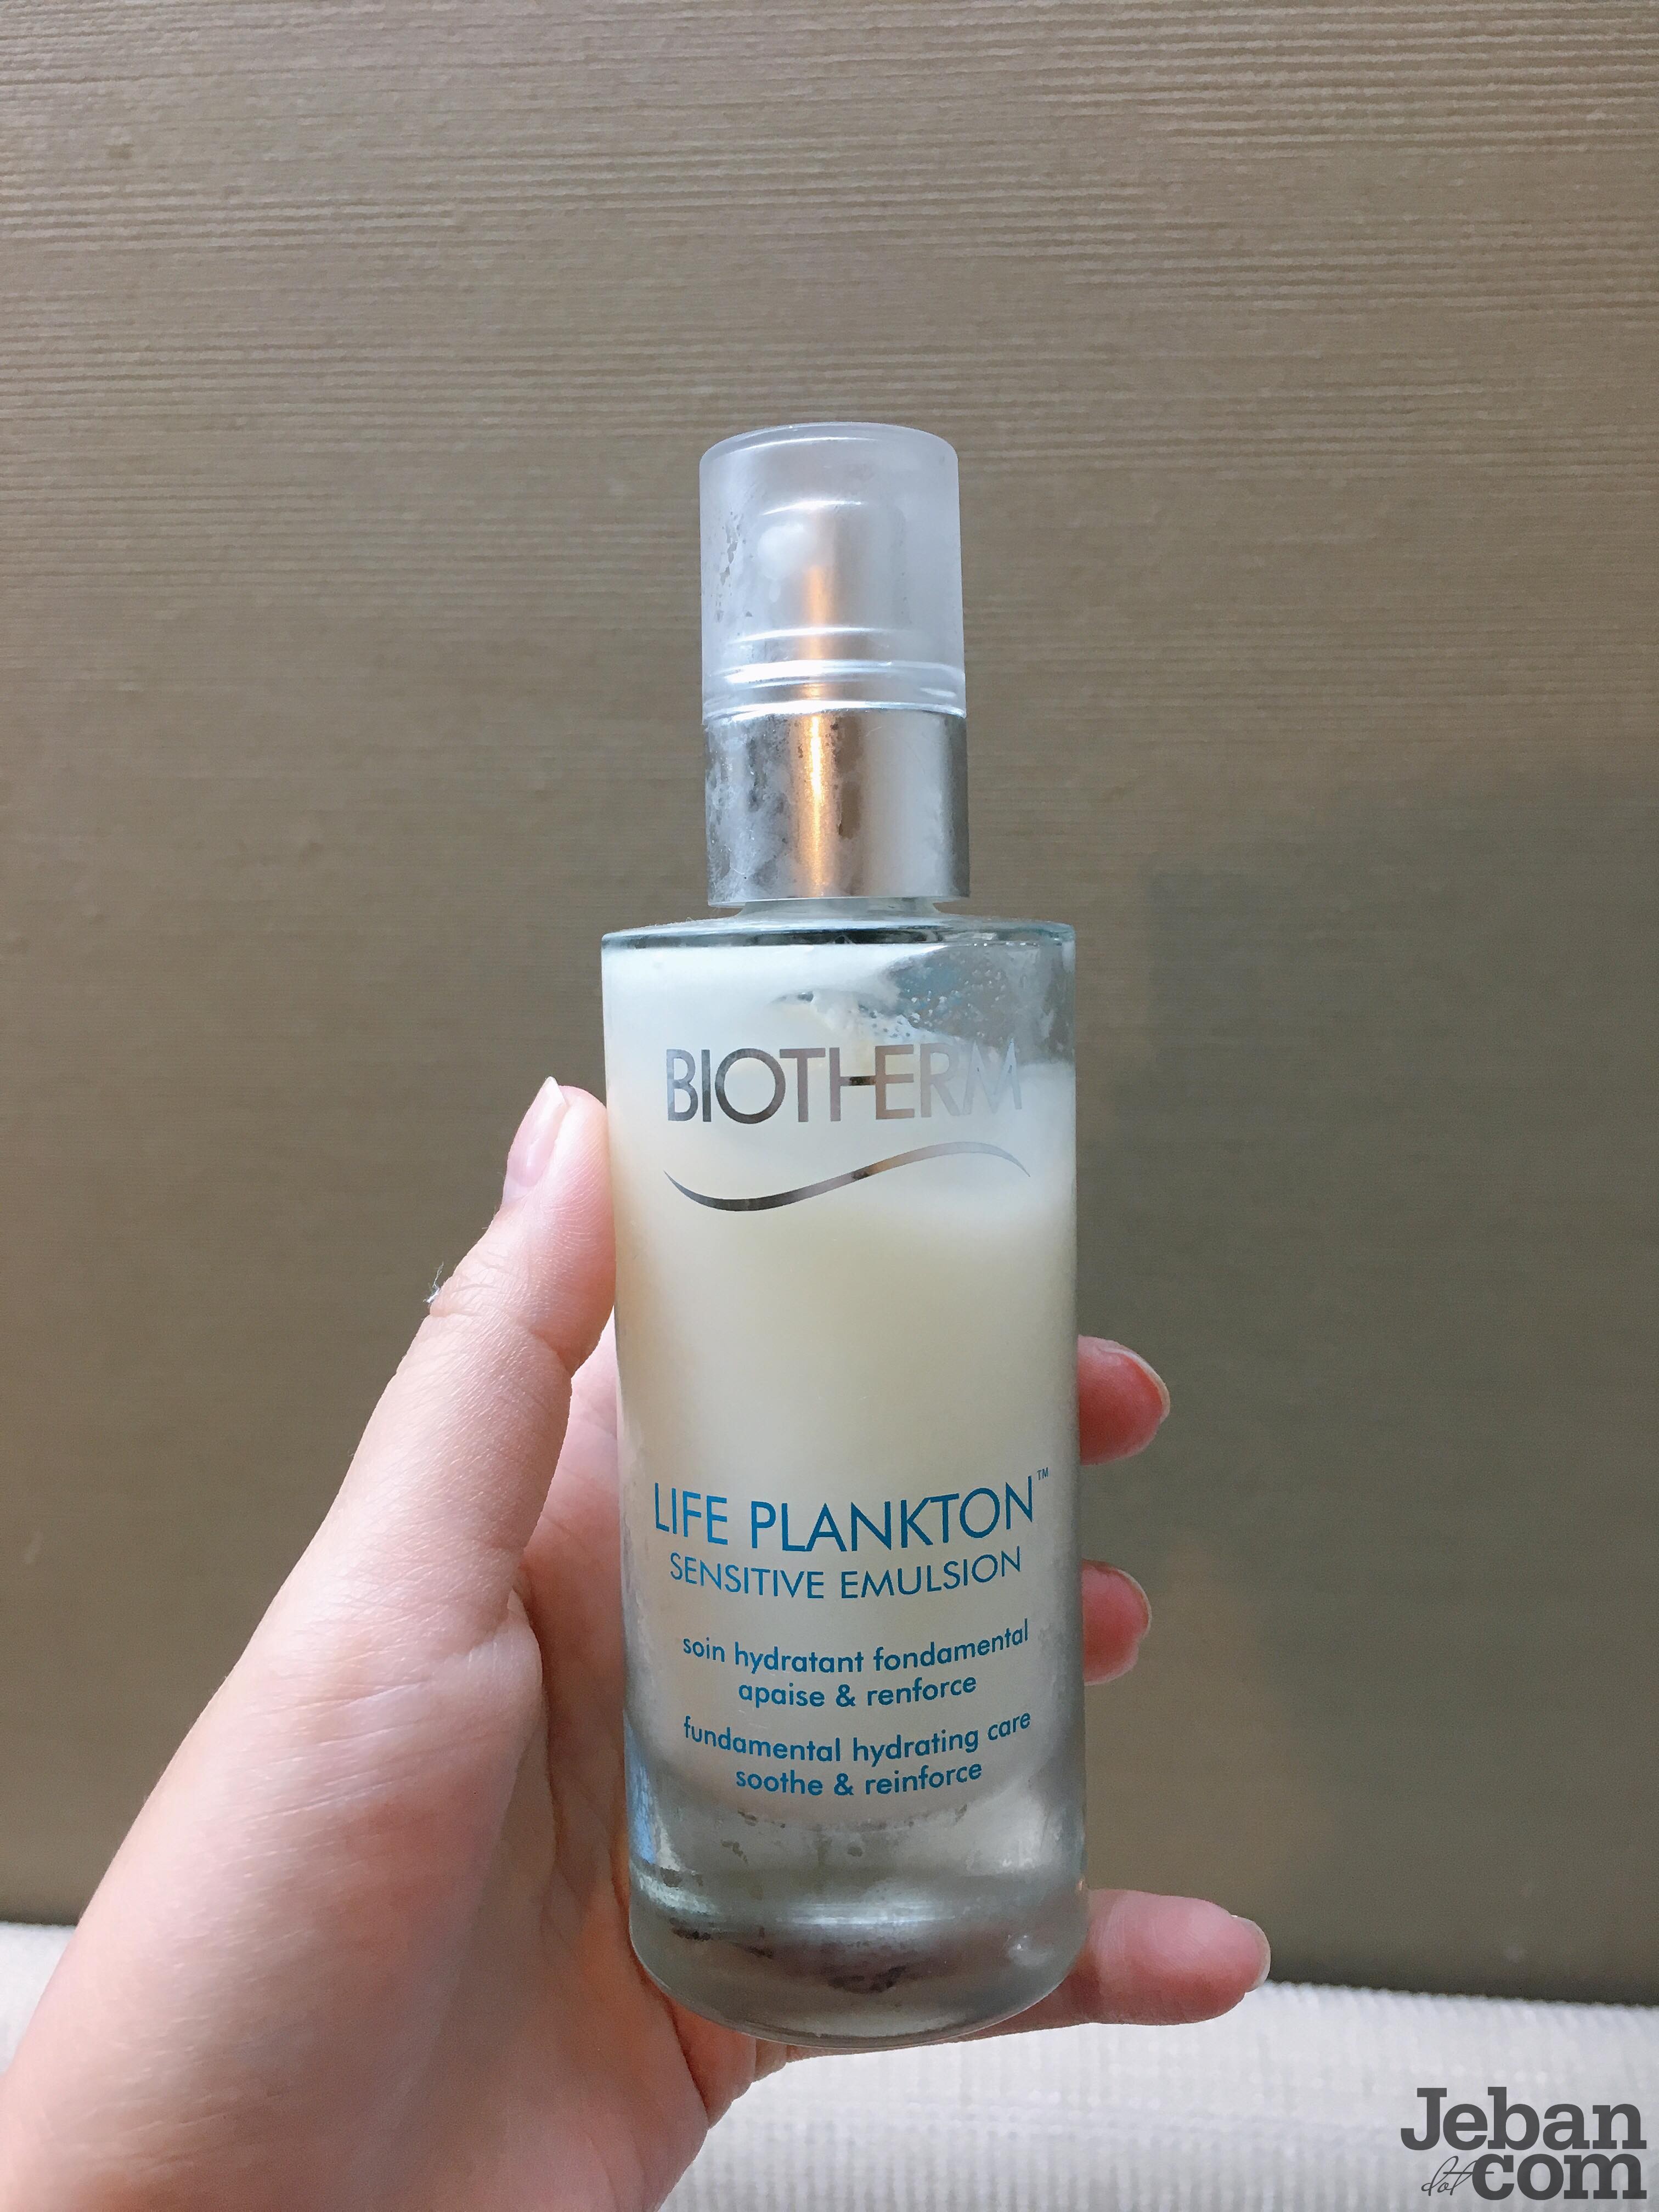 BIOTHERM
LIFE PLANKTON™
SENSITIVE EMULSION
soin hydratant fondamental
apaise & renforce
fundamental hydrating care
soothe & reinforce
Jeban
dot com